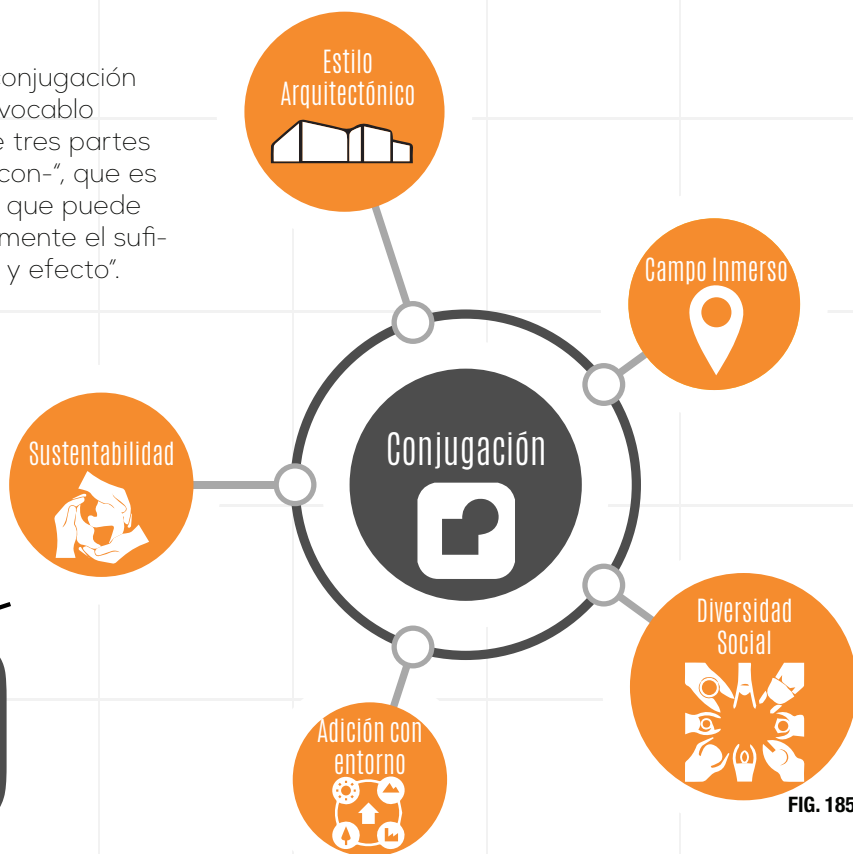 conjugación
vocablo
e tres partes
con-“, que es
que puede
mente el sufi-
y efecto”.
Estilo
Arquitectónico
Campo Inmerso
Sustentabilidad
Conjugación
Diversidad
Social
Adición con
entorno
FIG. 185